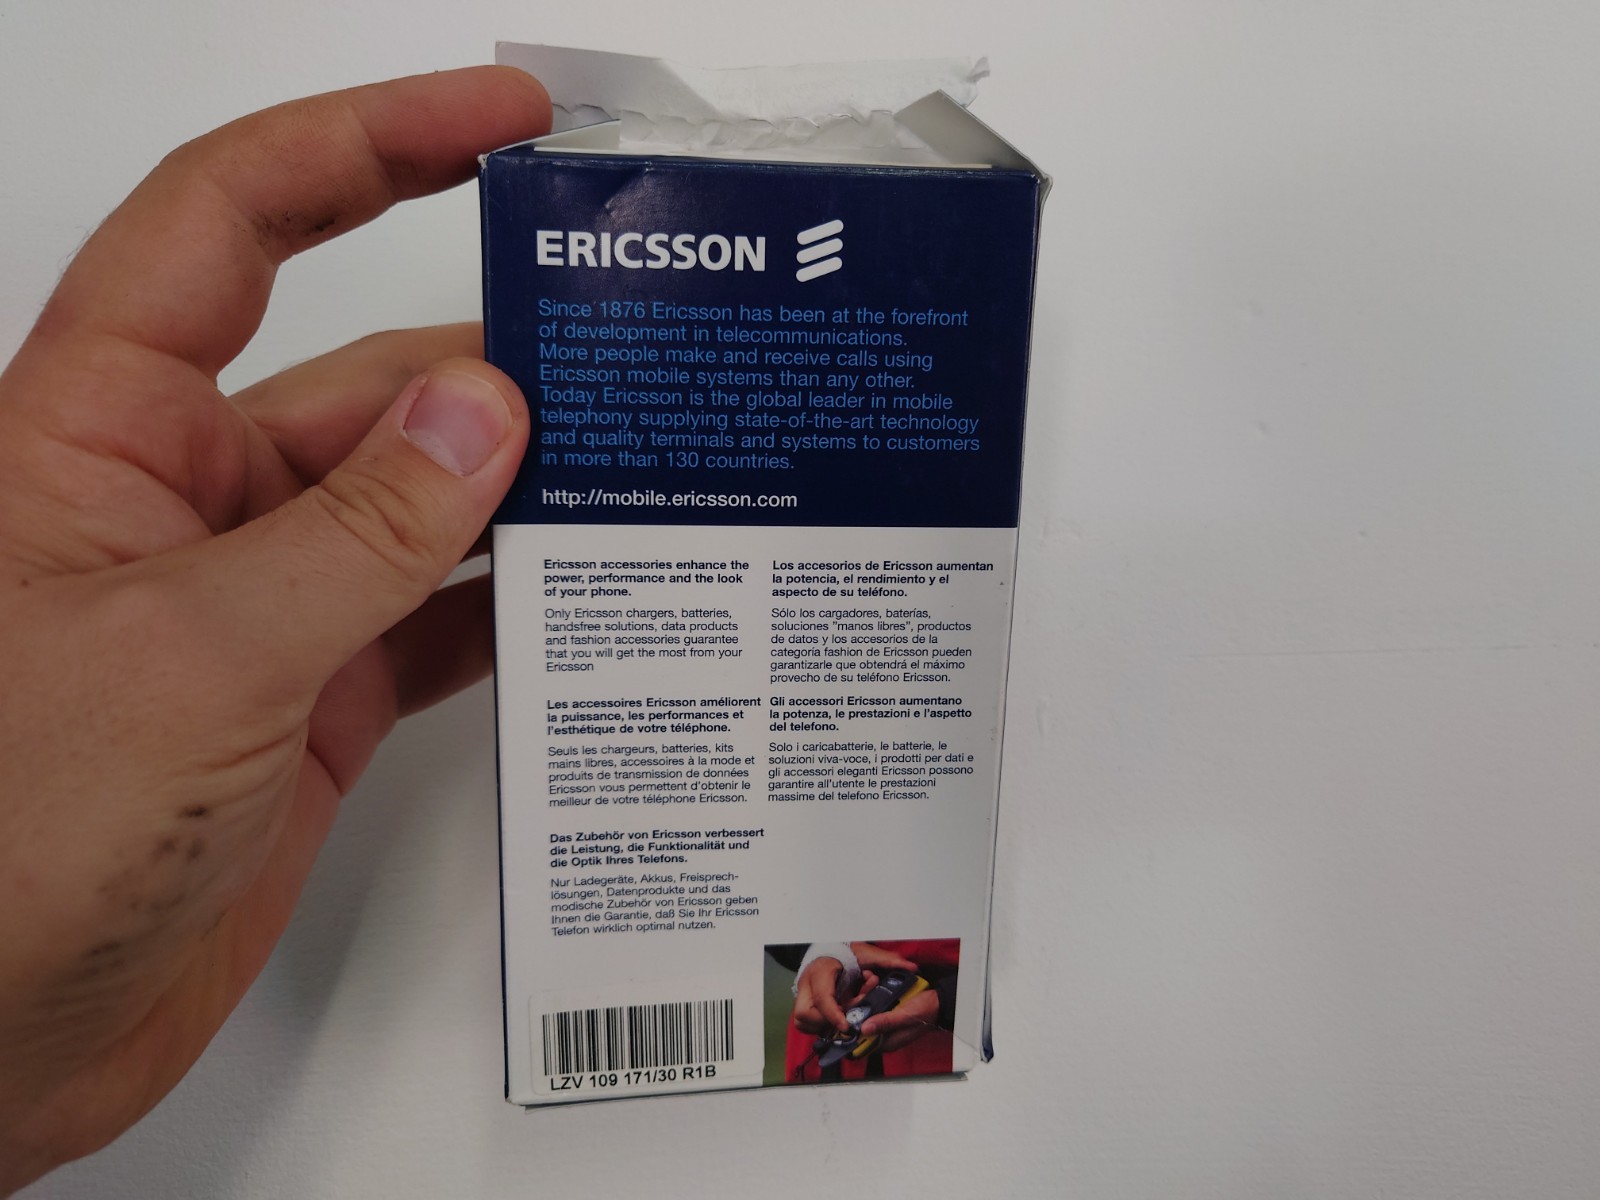 ERICSSON
Since 1876 Ericsson has been at the forefront
of development in telecommunications.
More people make and receive calls using
Ericsson mobile systems than any other.
Today Ericsson is the global leader in mobile
telephony supplying state-of-the-art technology
and quality terminals and systems to customers
in more than 130 countries.
http://mobile.ericsson.com
Ericsson accessories enhance the
power, performance and the look
of your phone.
Only Ericsson chargers, batteries,
handsfree solutions, data products
and fashion accessories guarantee
that you will get the most from your
Ericsson
Los accesorios de Ericsson aumentan
la potencia, el rendimiento y el
aspecto de su teléfono.
Sólo los cargadores, baterías,
soluciones "manos libres", productos
de datos y los accesorios de la
categoría fashion de Ericsson pueden
garantizarle que obtendrá el máximo
provecho de su teléfono Ericsson.
Les accessoires Ericsson améliorent
la puissance, les performances et
l'esthétique de votre téléphone.
Seuls les chargeurs, batteries, kits
mains libres, accessoires à la mode et
produits de transmission de données
Ericsson vous permettent d'obtenir le
meilleur de votre téléphone Ericsson.
Gli accessori Ericsson aumentano
la potenza, le prestazioni e l'aspetto
del telefono.
Solo i caricabatterie, le batterie, le
soluzioni viva-voce, i prodotti per dati e
gli accessori eleganti Ericsson possono
garantire all'utente le prestazioni
massime del telefono Ericsson.
Das Zubehör von Ericsson verbessert
die Leistung, die Funktionalität und
die Optik Ihres Telefons.
Nur Ladegeräte, Akkus, Freisprech-
lösungen, Datenprodukte und das
modische Zubehör von Ericsson geben
Ihnen die Garantie, daß Sie Ihr Ericsson
Telefon wirklich optimal nutzen.
LZV 109 171/30 R1B